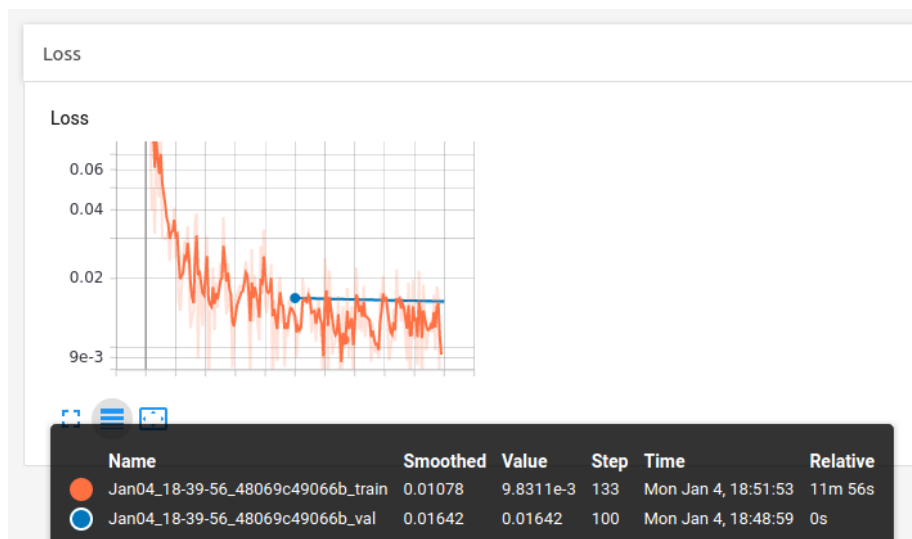 Loss
Loss
0.06
0.04
0.02
9e-3
Name Smoothed Value Step Time Relative
Jan04_18-39-56_48069c49066b_train 0.01078 9.8311e-3 133 Mon Jan 4, 18:51:53 11m 56s
Jan04_18-39-56_48069c49066b_val 0.01642 0.01642 100 Mon Jan 4, 18:48:59 0s